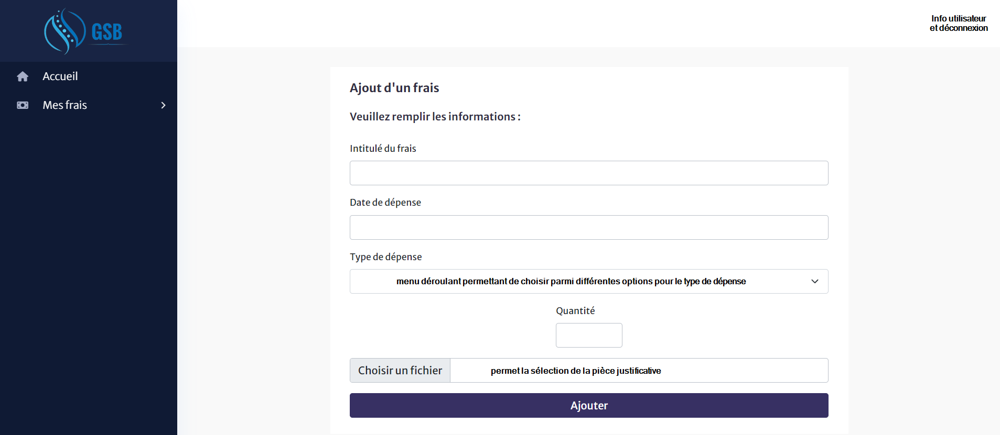 GSB
Info utilisateur
et déconnexion
Accueil
Mes frais
Ajout d'un frais
Veuillez remplir les informations :
Intitulé du frais
Date de dépense
Type de dépense
menu déroulant permettant de choisir parmi différentes options pour le type de dépense
Quantité
Choisir un fichier
permet la sélection de la pièce justificative
Ajouter